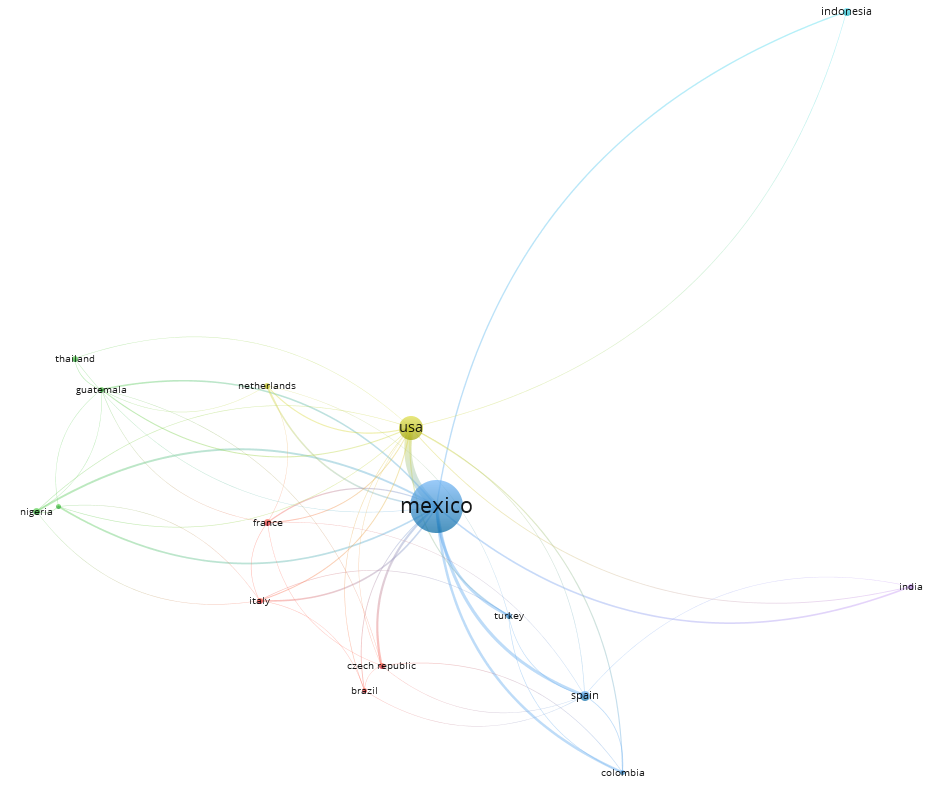 indonesia
thailand
guatemala
netherlands
usa
mexico
nigeria
france
india
italy
turkey
czech republic
brazil
spain
colombia